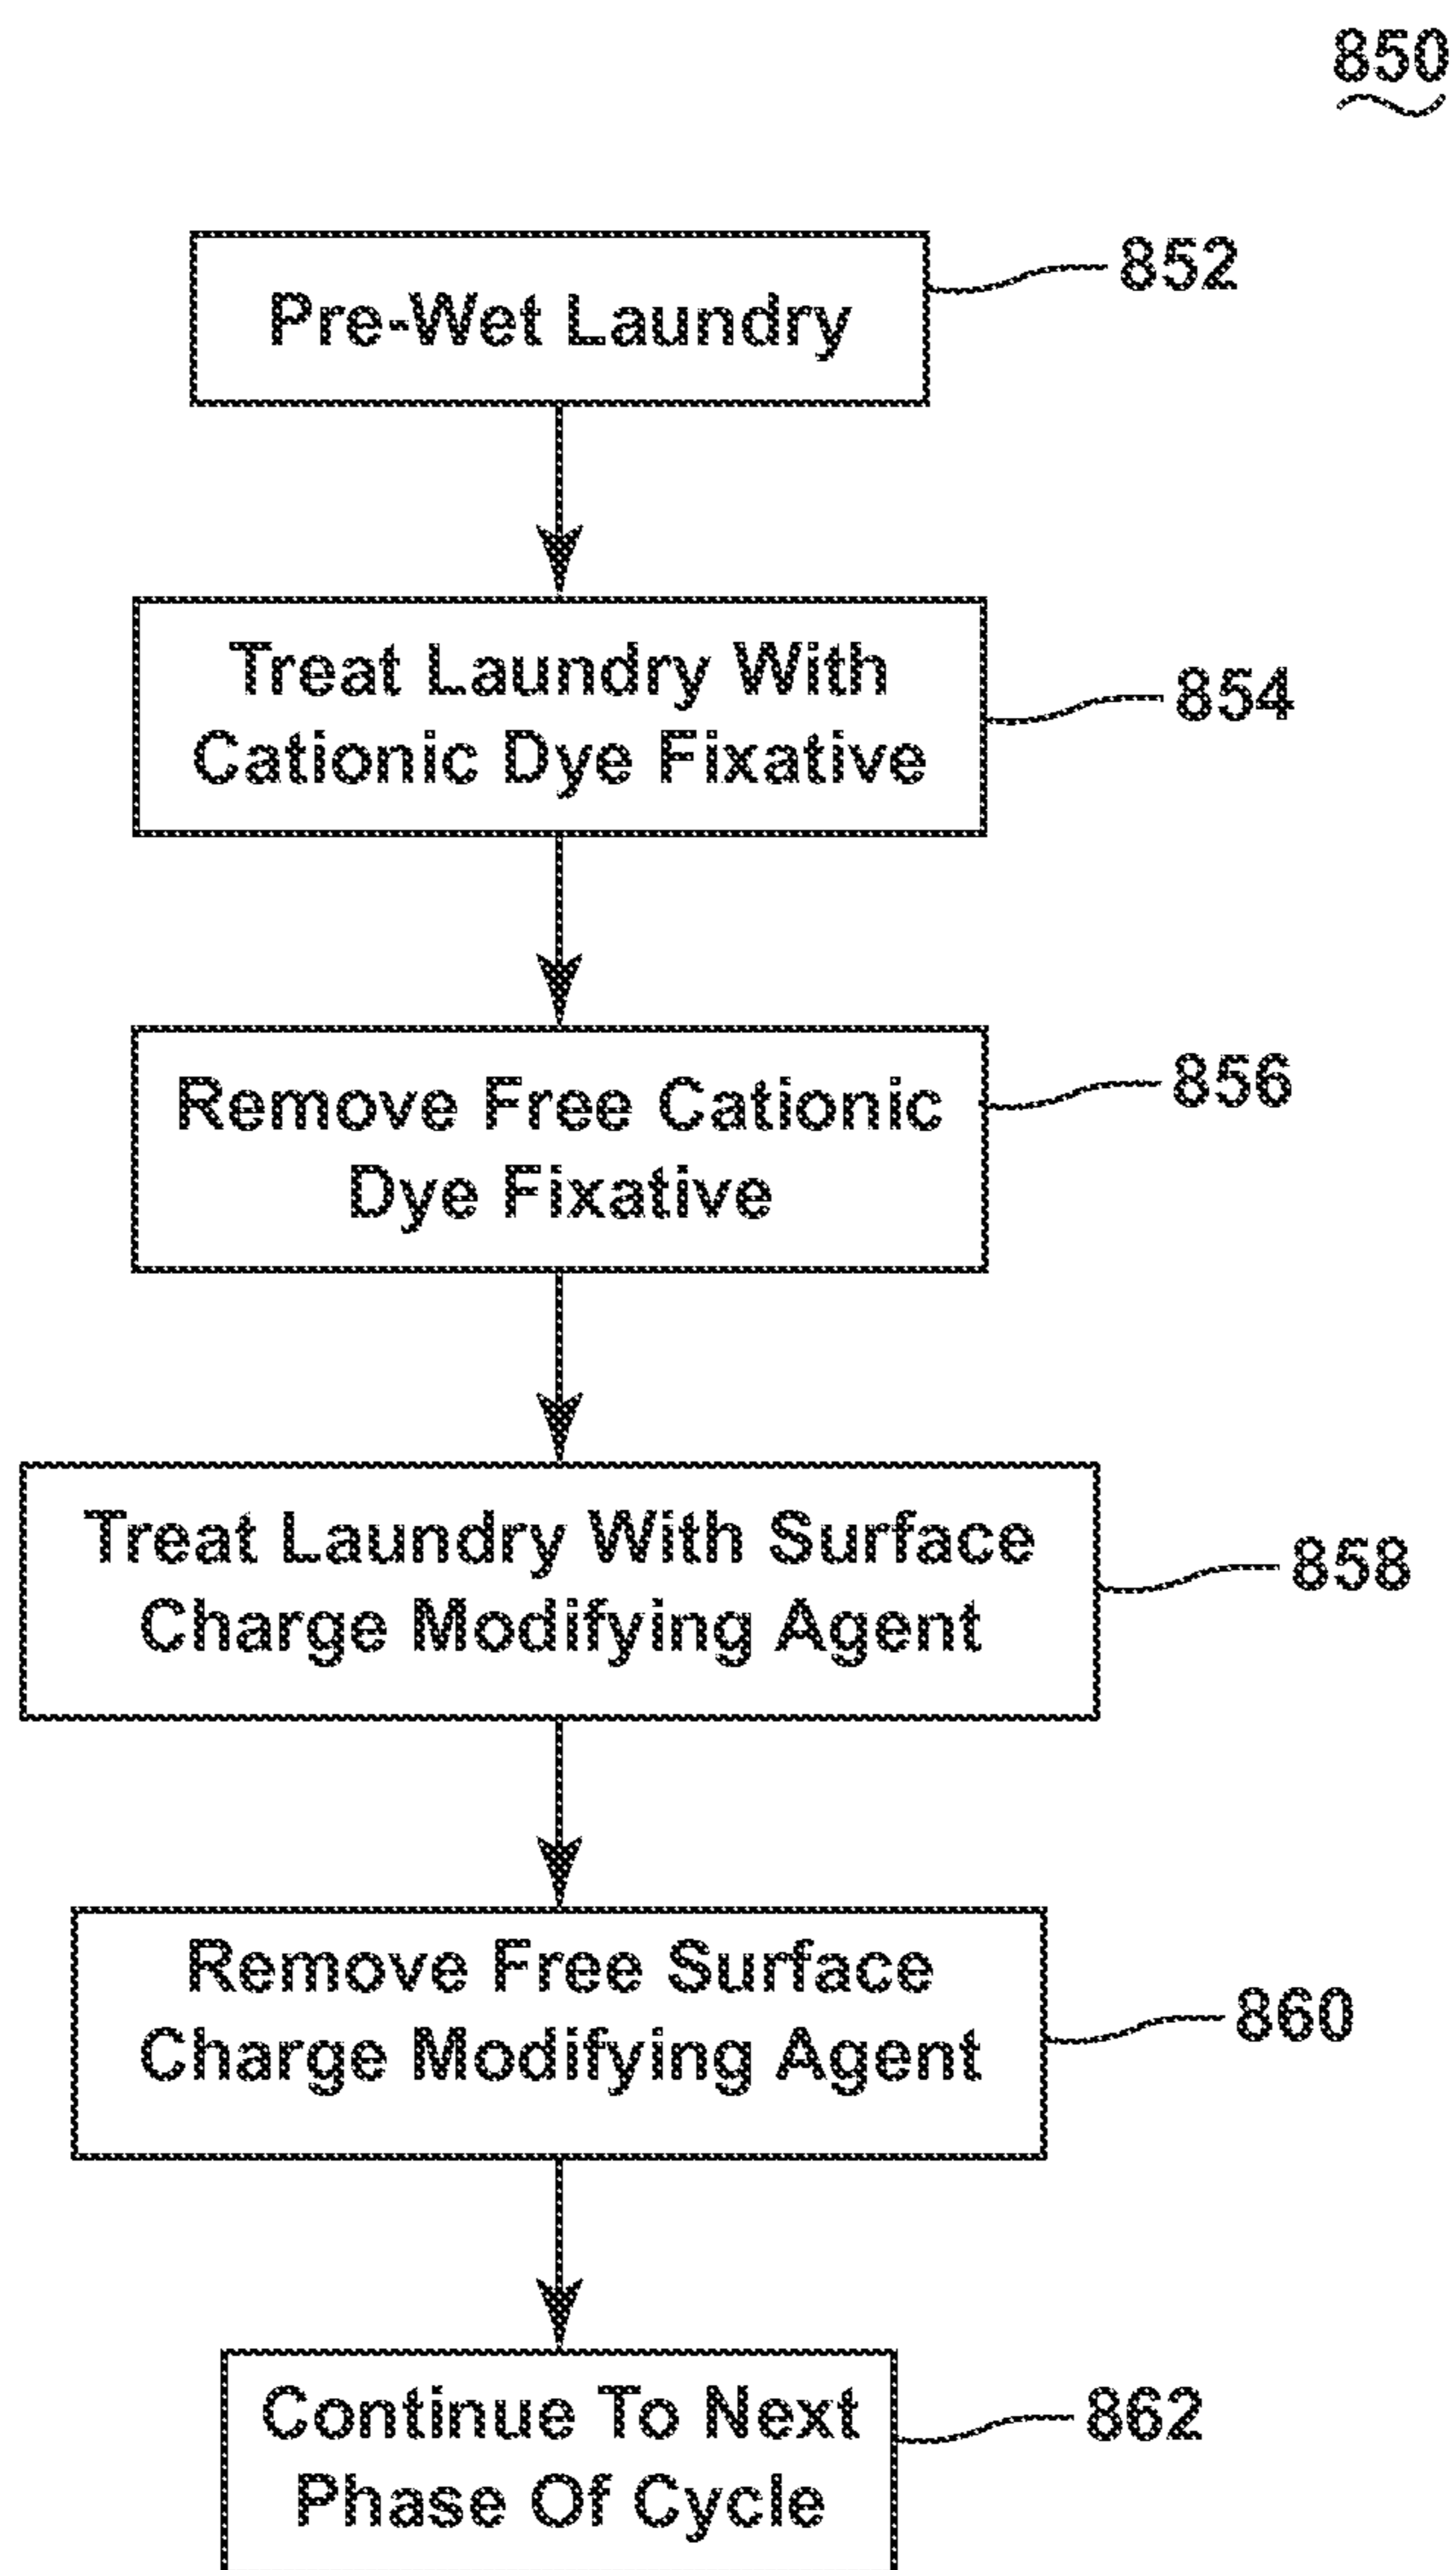 850
Pre-Wet Laundry
852
Treat Laundry With
Cationic Dye Fixative
854
Remove Free Cationic
Dye Fixative
856
Treat Laundry With Surface
Charge Modifying Agent
858
Remove Free Surface
Charge Modifying Agent
860
Continue To Next
Phase Of Cycle
862